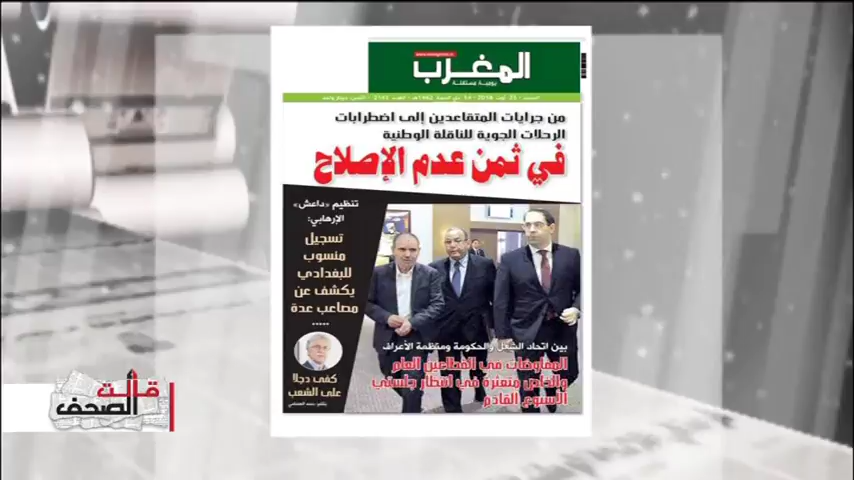 المغرب
يومية مستقلة
من جرايات المتقاعدين إلى اضطرابات
الرحلات الجوية للناقلة الوطنية
في ثمن عدم الإصلاح
تنظيم «داعش»
الإرهابي:
تسجيل
منسوب
للبغدادي
يكشف عن
مصاعب عدة
.....
كفى دجلا
على الشعب
بين اتحاد الشغل والحكومة ومنظمة الأعراف
المفاوضات في القطاعين العام
والخاص متعثرة في انتظار جلستي
الأسبوع القادم
قالت
الصحف